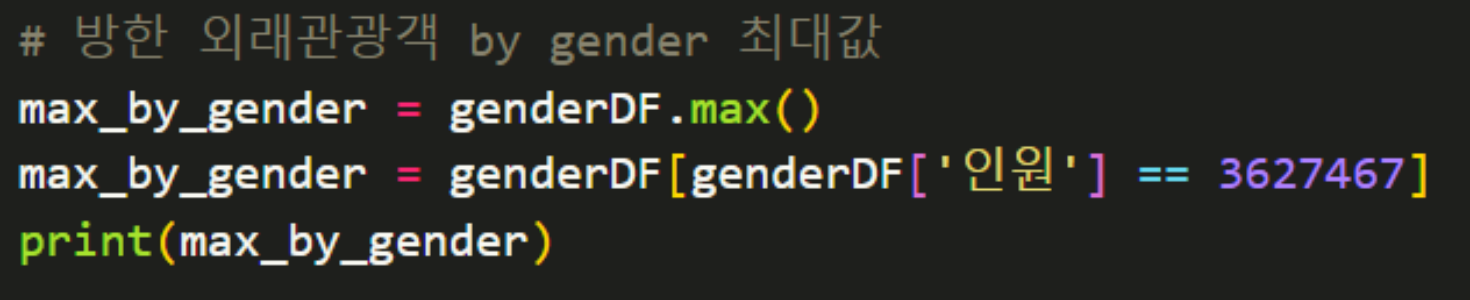 # 방한 외래관광객 by gender 최대값
max_by_gender = genderDF.max()
max_by_gender = genderDF[genderDF['인원'] == 3627467]
print(max_by_gender)